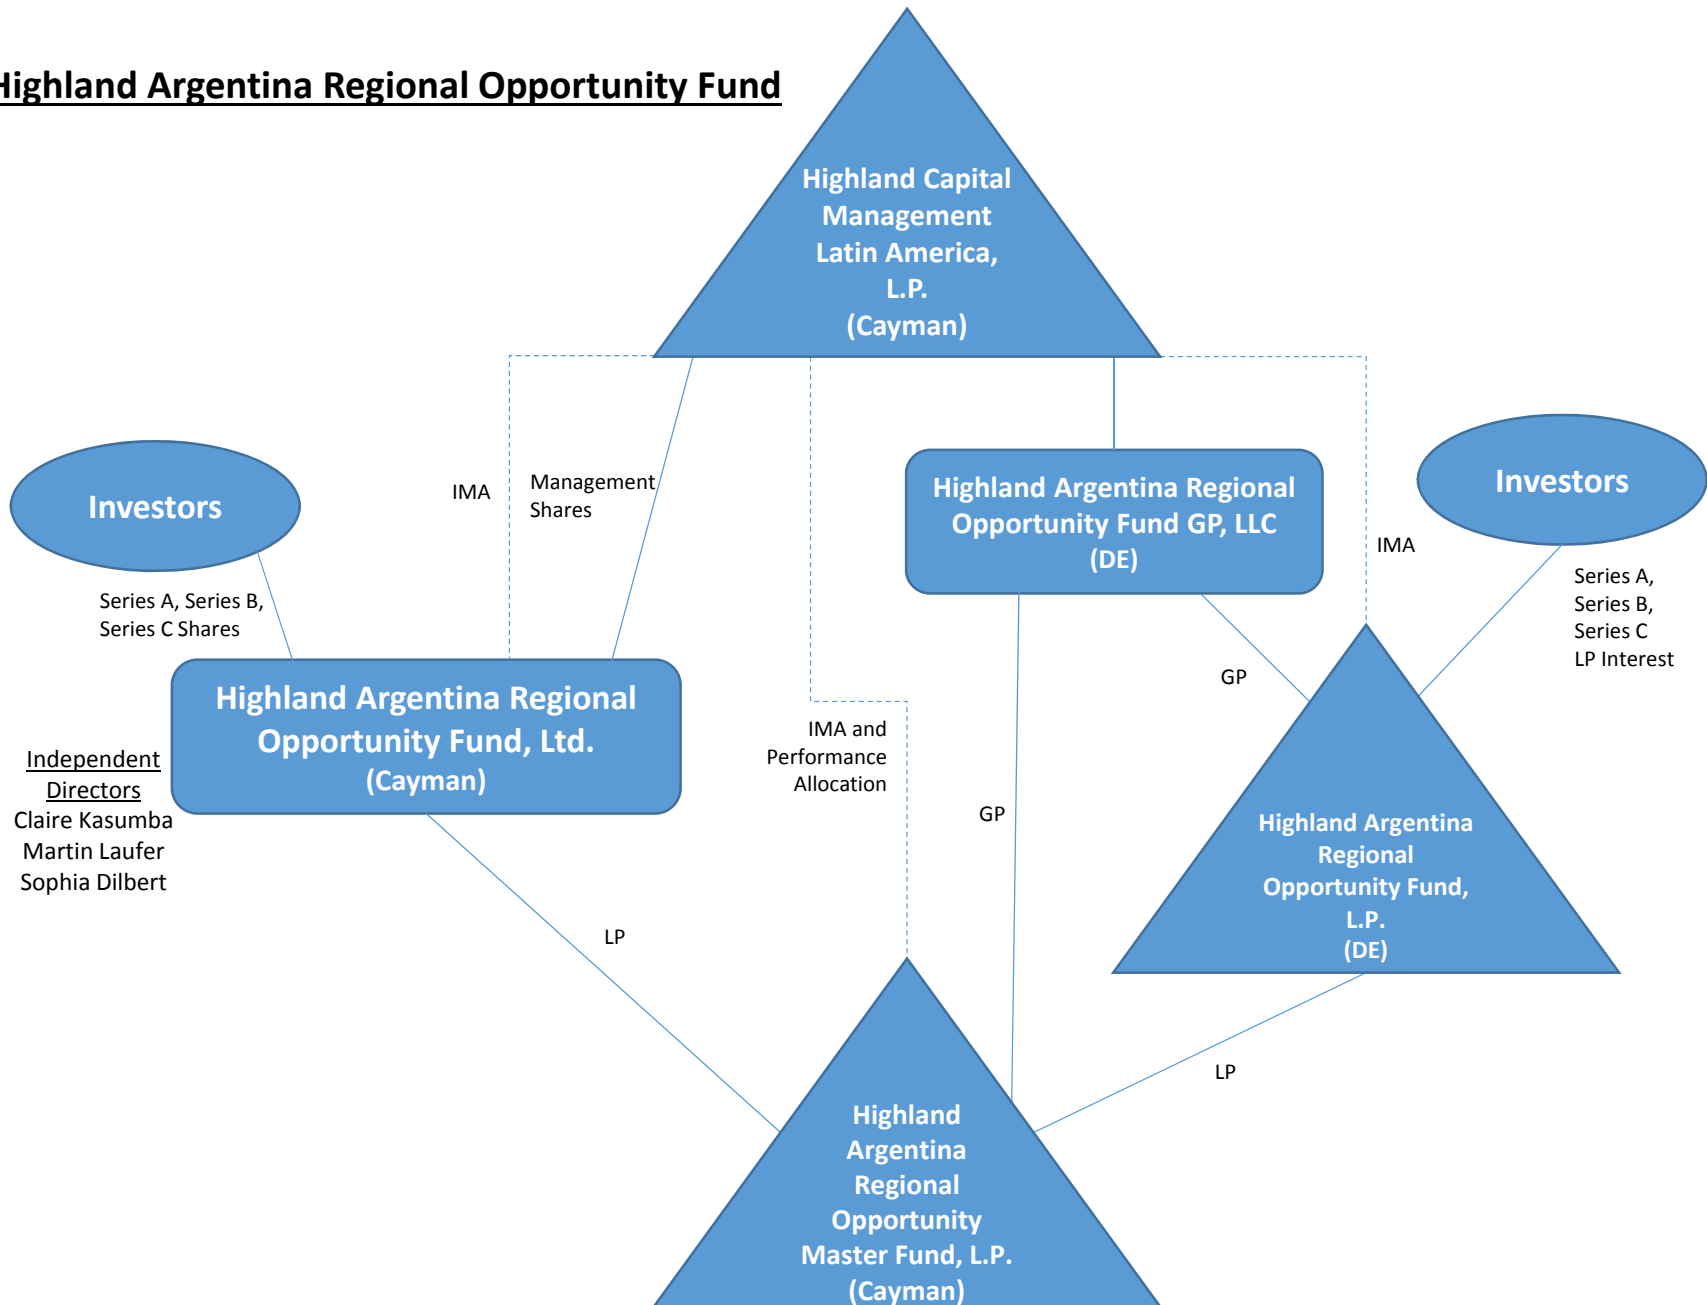 Highland Argentina Regional Opportunity Fund
Highland Capital
Management
Latin America,
L.P.
(Cayman)
Investors
IMA
Management
Shares
Highland Argentina Regional
Opportunity Fund GP, LLC
(DE)
Investors
IMA
Series A, Series B,
Series C Shares
Series A,
Series B,
Series C
LP Interest
Highland Argentina Regional
Opportunity Fund, Ltd.
(Cayman)
GP
Independent
Directors
Claire Kasumba
Martin Laufer
Sophia Dilbert
IMA and
Performance
Allocation
GP
Highland Argentina
Regional
Opportunity Fund,
L.P.
(DE)
LP
LP
Highland
Argentina
Regional
Opportunity
Master Fund, L.P.
(Cayman)